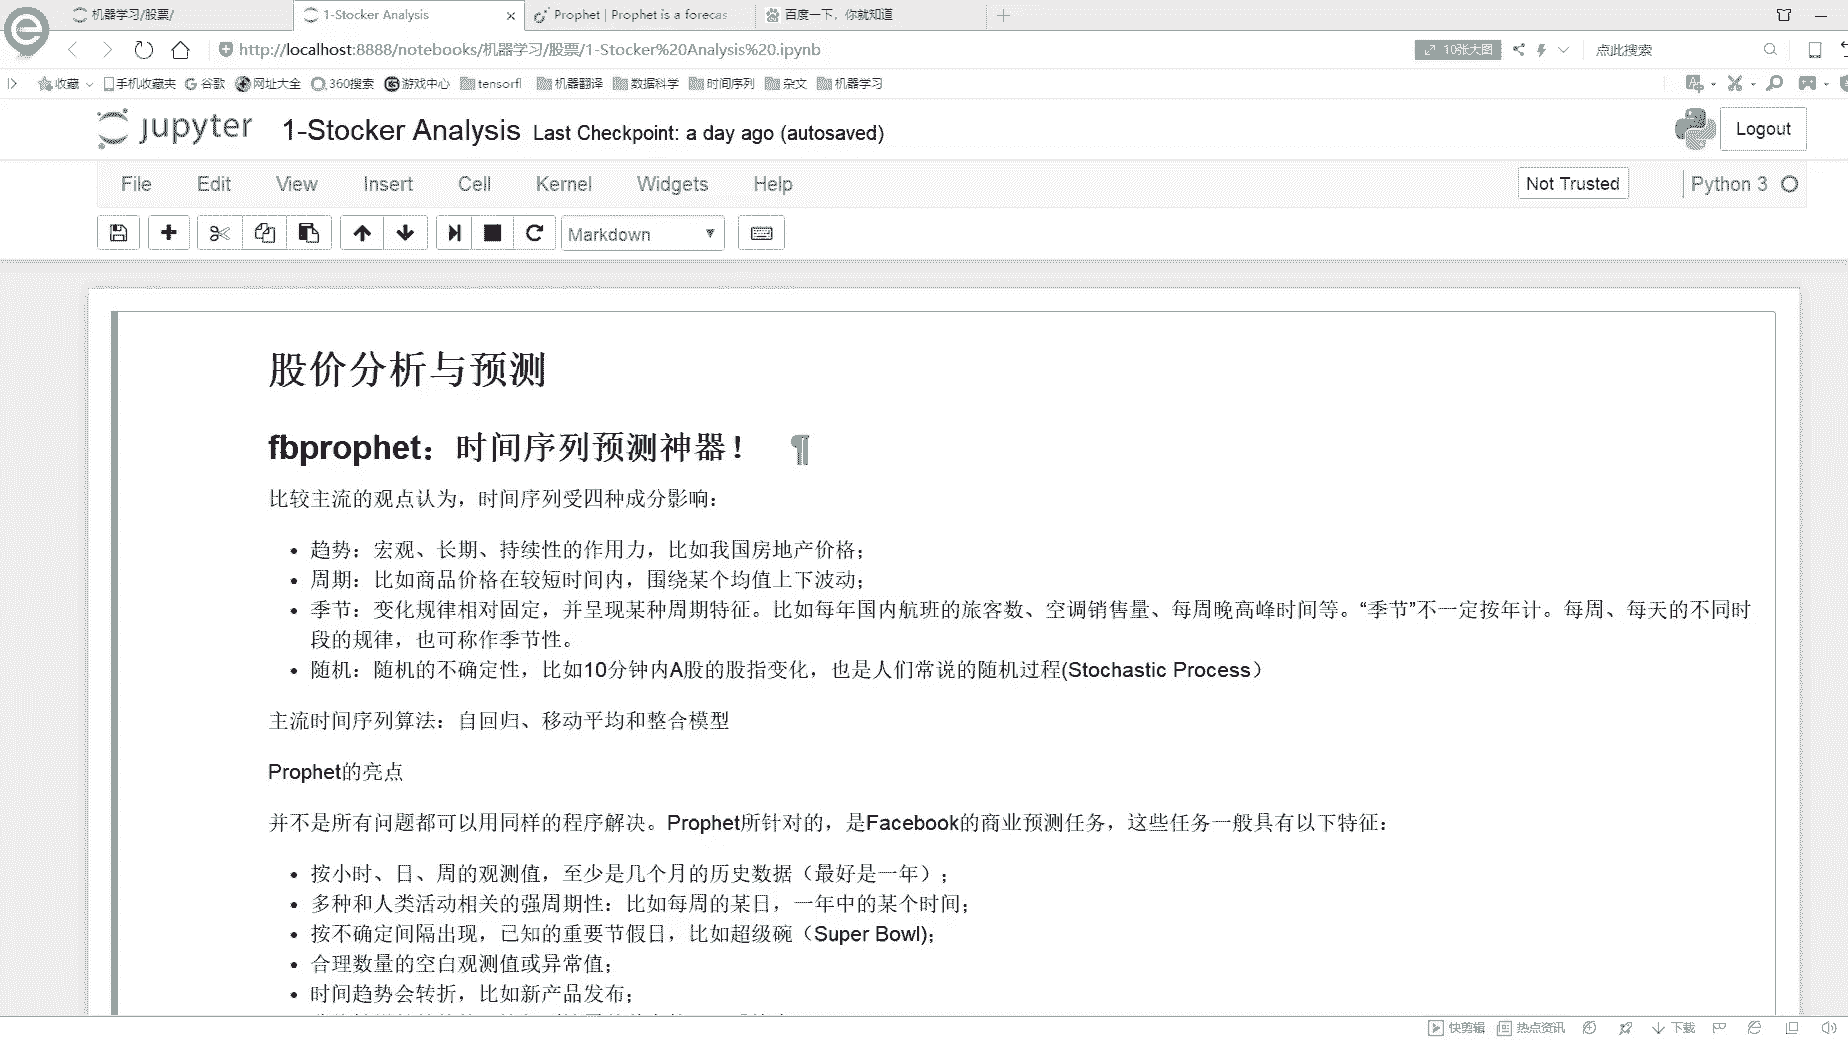 机器学习/股票/
1-Stocker Analysis
Prophet | Prophet is a forecas
百度一下，你就知道
http://localhost:8888/notebooks/机器学习/股票/1-Stocker%20Analysis%20.ipynb
10张大图
点此搜索
收藏 手机收藏夹 谷歌 网址大全 360搜索 游戏中心 tensorfl 机器翻译 数据科学 时间序列 杂文 机器学习
jupyter 1-Stocker Analysis Last Checkpoint: a day ago (autosaved)
Logout
File Edit View Insert Cell Kernel Widgets Help
Not Trusted
Python 3
Markdown
股价分析与预测
fbprophet：时间序列预测神器！ ¶
比较主流的观点认为，时间序列受四种成分影响：
• 趋势：宏观、长期、持续性的作用力，比如我国房地产价格；
• 周期：比如商品价格在较短时间内，围绕某个均值上下波动；
• 季节：变化规律相对固定，并呈现某种周期特征。比如每年国内航班的旅客数、空调销售量、每周晚高峰时间等。“季节”不一定按年计。每周、每天的不同时
段的规律，也可称作季节性。
• 随机：随机的不确定性，比如10分钟内A股的股指变化，也是人们常说的随机过程(Stochastic Process）
主流时间序列算法：自回归、移动平均和整合模型
Prophet的亮点
并不是所有问题都可以用同样的程序解决。Prophet所针对的，是Facebook的商业预测任务，这些任务一般具有以下特征：
• 按小时、日、周的观测值，至少是几个月的历史数据（最好是一年）；
• 多种和人类活动相关的强周期性：比如每周的某日，一年中的某个时间；
• 按不确定间隔出现，已知的重要节假日，比如超级碗（Super Bowl)；
• 合理数量的空白观测值或异常值；
• 时间趋势会转折，比如新产品发布；
快剪辑 热点资讯 下载